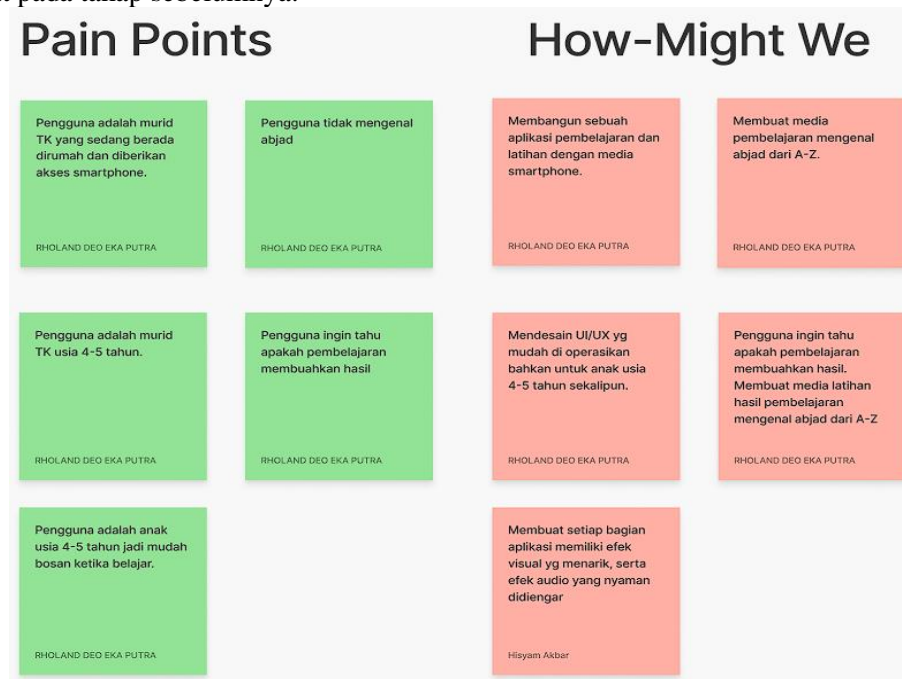 pada tahap sebelumnya.
Pain Points
How-Might We
Pengguna adalah murid
TK yang sedang berada
dirumah dan diberikan
akses smartphone.
RHOLAND DEO EKA PUTRA
Pengguna tidak mengenal
abjad
RHOLAND DEO EKA PUTRA
Membangun sebuah
aplikasi pembelajaran dan
latihan dengan media
smartphone.
RHOLAND DEO EKA PUTRA
Membuat media
pembelajaran mengenal
abjad dari A-Z.
RHOLAND DEO EKA PUTRA
Pengguna adalah murid
TK usia 4-5 tahun.
RHOLAND DEO EKA PUTRA
Pengguna ingin tahu
apakah pembelajaran
membuahkan hasil
RHOLAND DEO EKA PUTRA
Mendesain UI/UX yg
mudah di operasikan
bahkan untuk anak usia
4-5 tahun sekalipun.
RHOLAND DEO EKA PUTRA
Pengguna ingin tahu
apakah pembelajaran
membuahkan hasil.
Membuat media latihan
hasil pembelajaran
mengenal abjad dari A-Z
RHOLAND DEO EKA PUTRA
Pengguna adalah anak
usia 4-5 tahun jadi mudah
bosan ketika belajar.
RHOLAND DEO EKA PUTRA
Membuat setiap bagian
aplikasi memiliki efek
visual yg menarik, serta
efek audio yang nyaman
didiengar
Hisyam Akbar